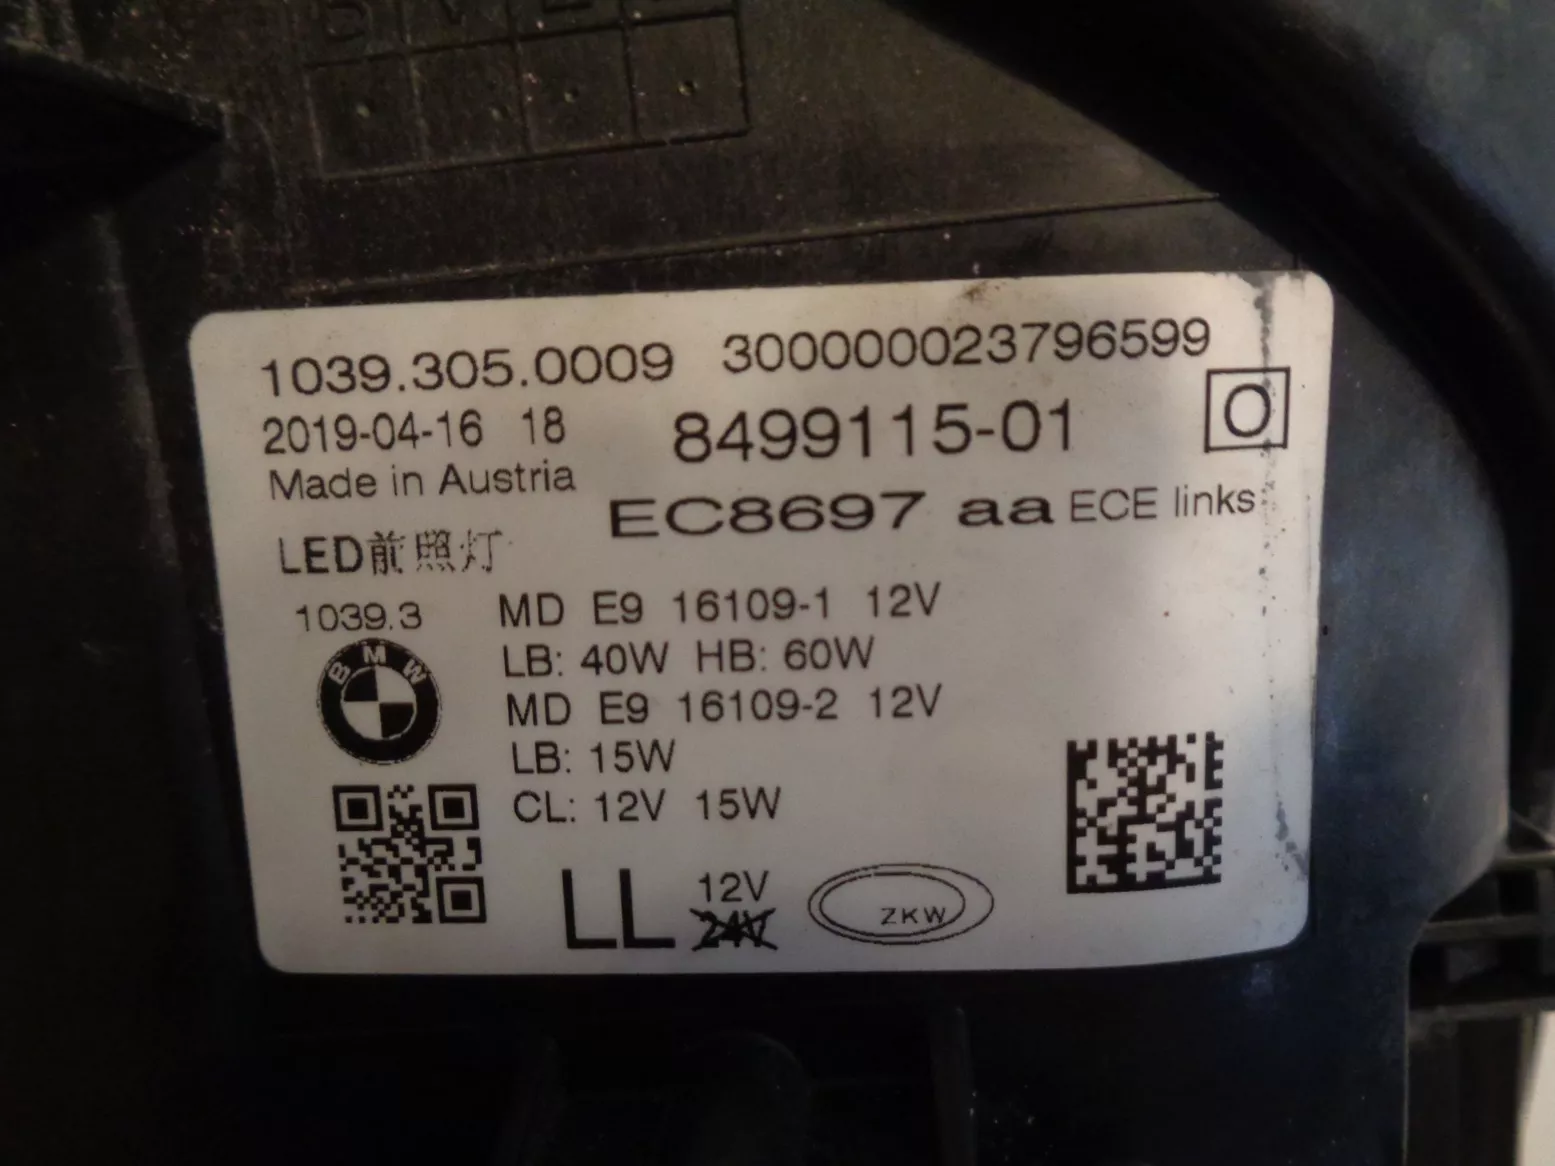 1039.305.0009 300000023796599
2019-04-16 18 8499115-01 O
Made in Austria
EC8697 aa ECE links
LED前照灯
1039.3 MD E9 16109-1 12V
BMW LB: 40W HB: 60W
MD E9 16109-2 12V
LB: 15W
CL: 12V 15W
LL 12V
24V
ZKW